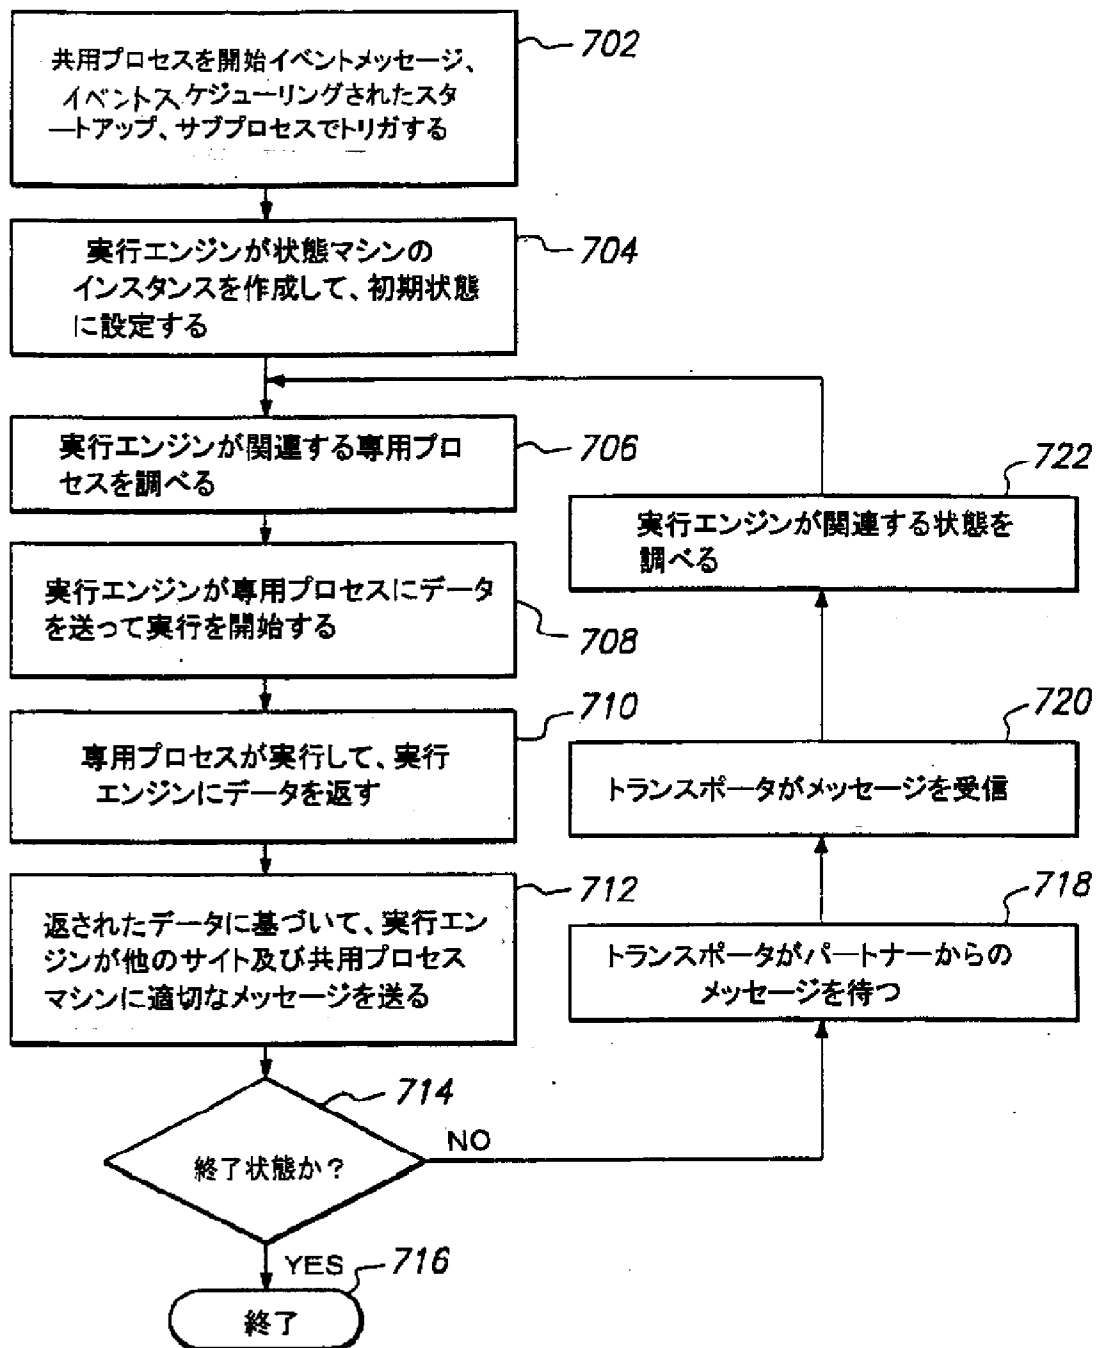 共用プロセスを開始イベントメッセージ、
イベントスケジューリングされたスタ
ートアップ、サブプロセスでトリガする
702
実行エンジンが状態マシンの
インスタンスを作成して、初期状態
に設定する
704
実行エンジンが関連する専用プロ
セスを調べる
706
実行エンジンが専用プロセスにデータ
を送って実行を開始する
708
専用プロセスが実行して、実行
エンジンにデータを返す
710
返されたデータに基づいて、実行エン
ジンが他のサイト及び共用プロセス
マシンに適切なメッセージを送る
712
終了状態か?
714
NO
YES
終了
716
トランスポータがパートナーからの
メッセージを待つ
718
トランスポータがメッセージを受信
720
実行エンジンが関連する状態を
調べる
722